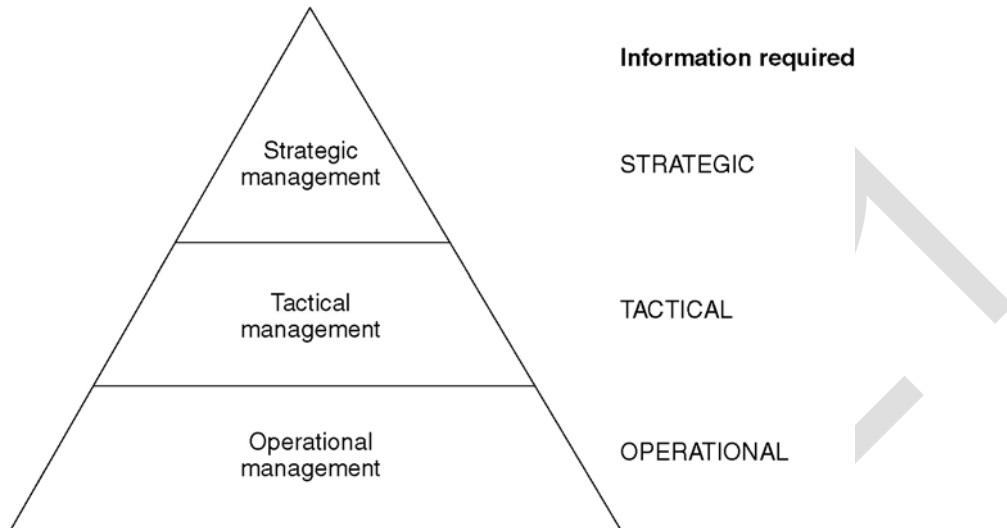 Information required
Strategic
management
STRATEGIC
Tactical
management
TACTICAL
Operational
management
OPERATIONAL